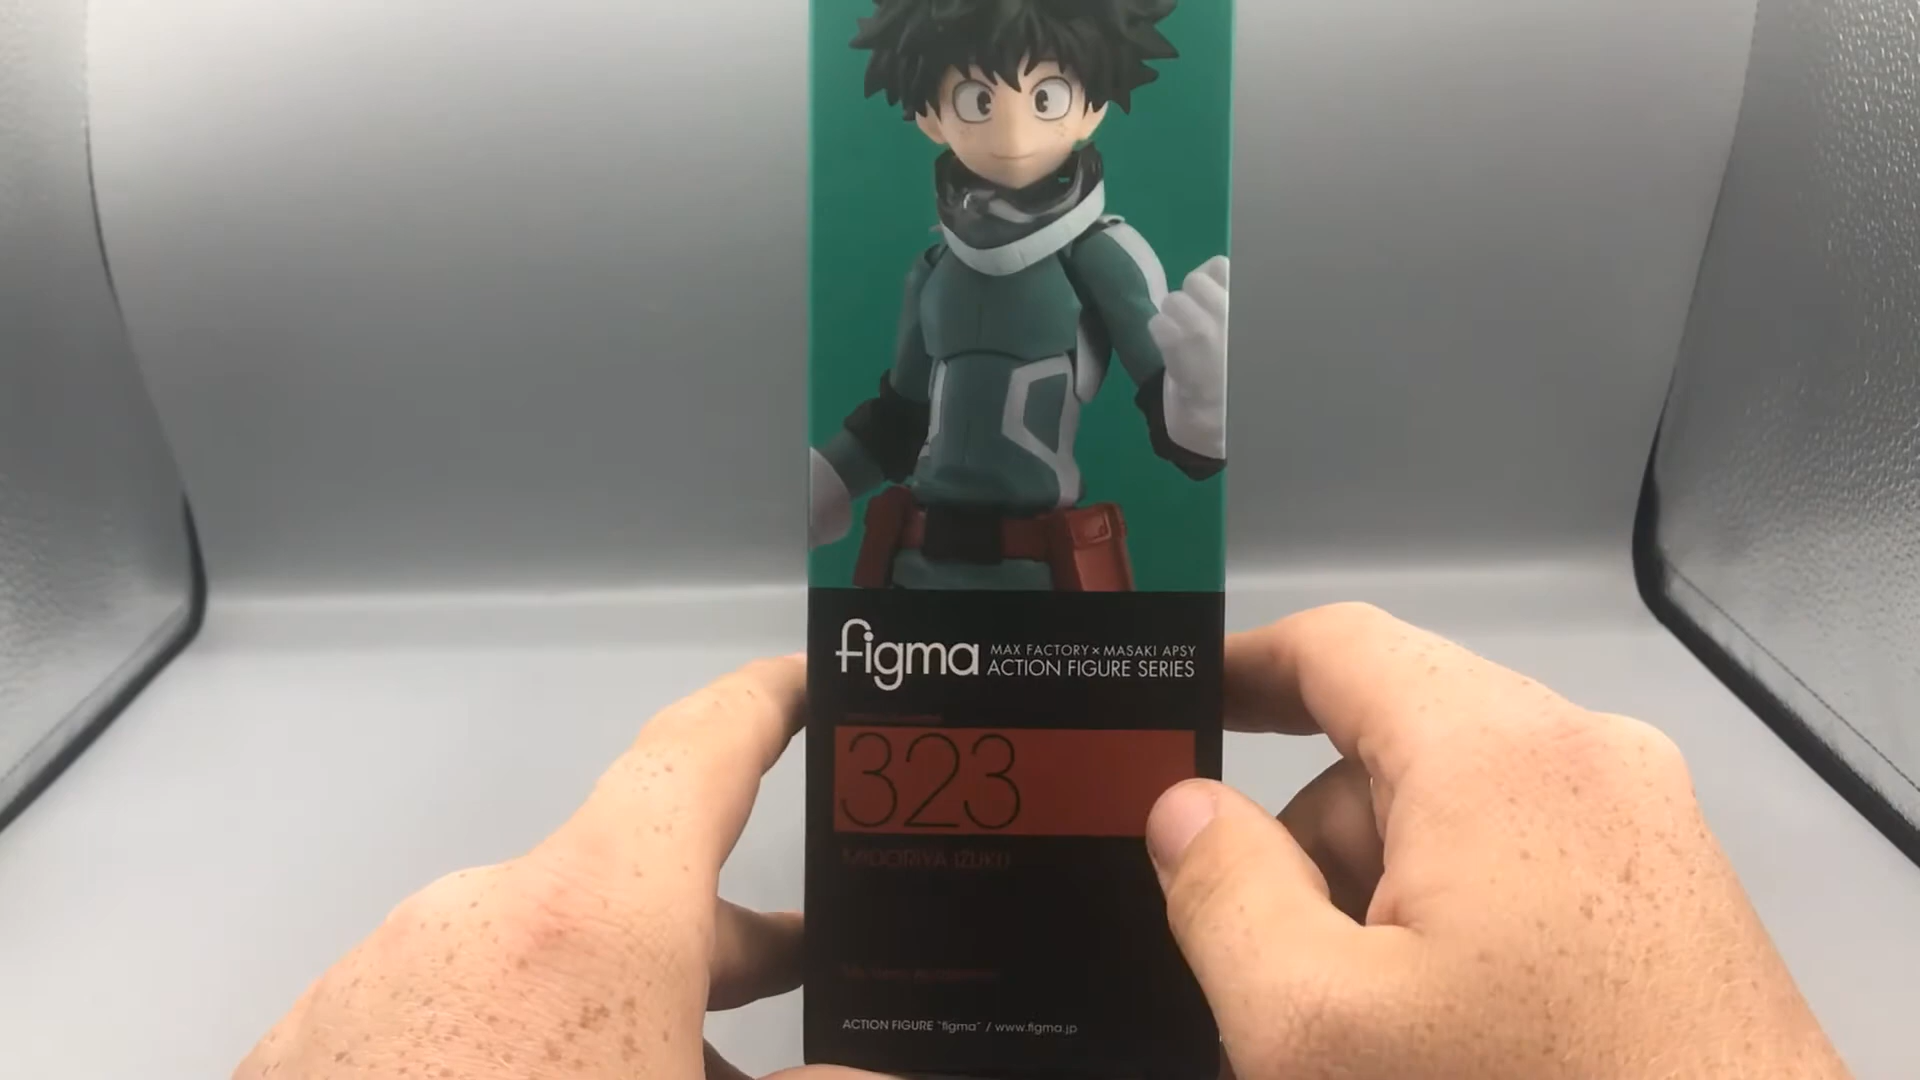 figma MAX FACTORY×MASAKI APSY
ACTION FIGURE SERIES
323
MIDORIYA IZUKU
ACTION FIGURE "figma" / www.figma.jp